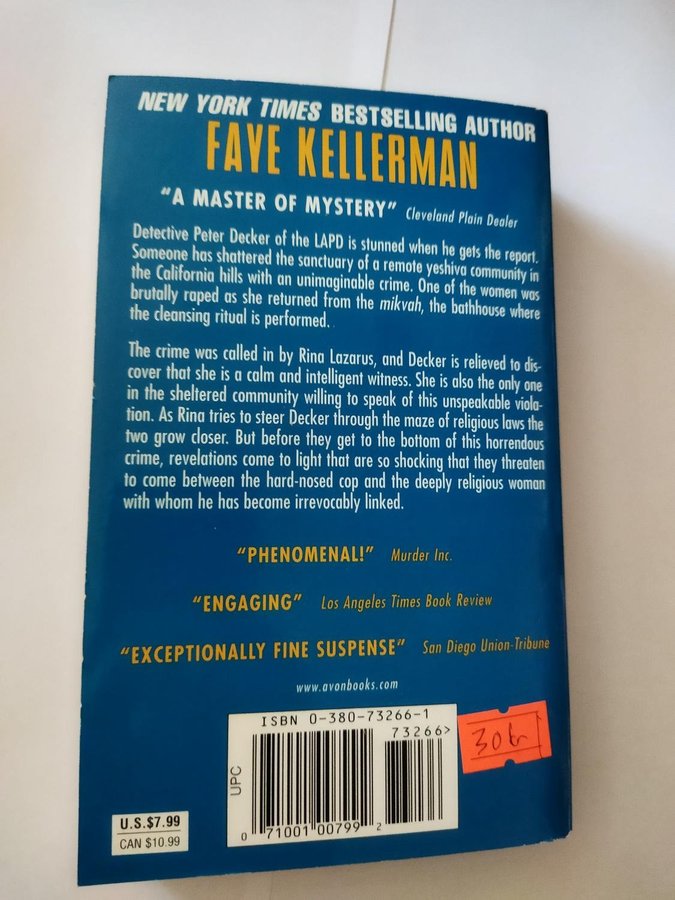 NEW YORK TIMES BESTSELLING AUTHOR
FAYE KELLERMAN
"A MASTER OF MYSTERY" Cleveland Plain Dealer
Detective Peter Decker of the LAPD is stunned when he gets the report.
Someone has shattered the sanctuary of a remote yeshiva community in
the California hills with an unimaginable crime. One of the women was
brutally raped as she returned from the mikvah, the bathhouse where
the cleansing ritual is performed.
The crime was called in by Rina Lazarus, and Decker is relieved to dis-
cover that she is a calm and intelligent witness. She is also the only one
in the sheltered community willing to speak of this unspeakable viola-
tion. As Rina tries to steer Decker through the maze of religious laws the
two grow closer. But before they get to the bottom of this horrendous
crime, revelations come to light that are so shocking that they threaten
to come between the hard-nosed cop and the deeply religious woman
with whom he has become irrevocably linked.
"PHENOMENAL!" Murder Inc.
"ENGAGING" Los Angeles Times Book Review
"EXCEPTIONALLY FINE SUSPENSE" San Diego Union-Tribune
www.avonbooks.com
ISBN 0-380-73266-1
73266>
UPC
0 71001 00799 2
U.S.$7.99
CAN $10.99